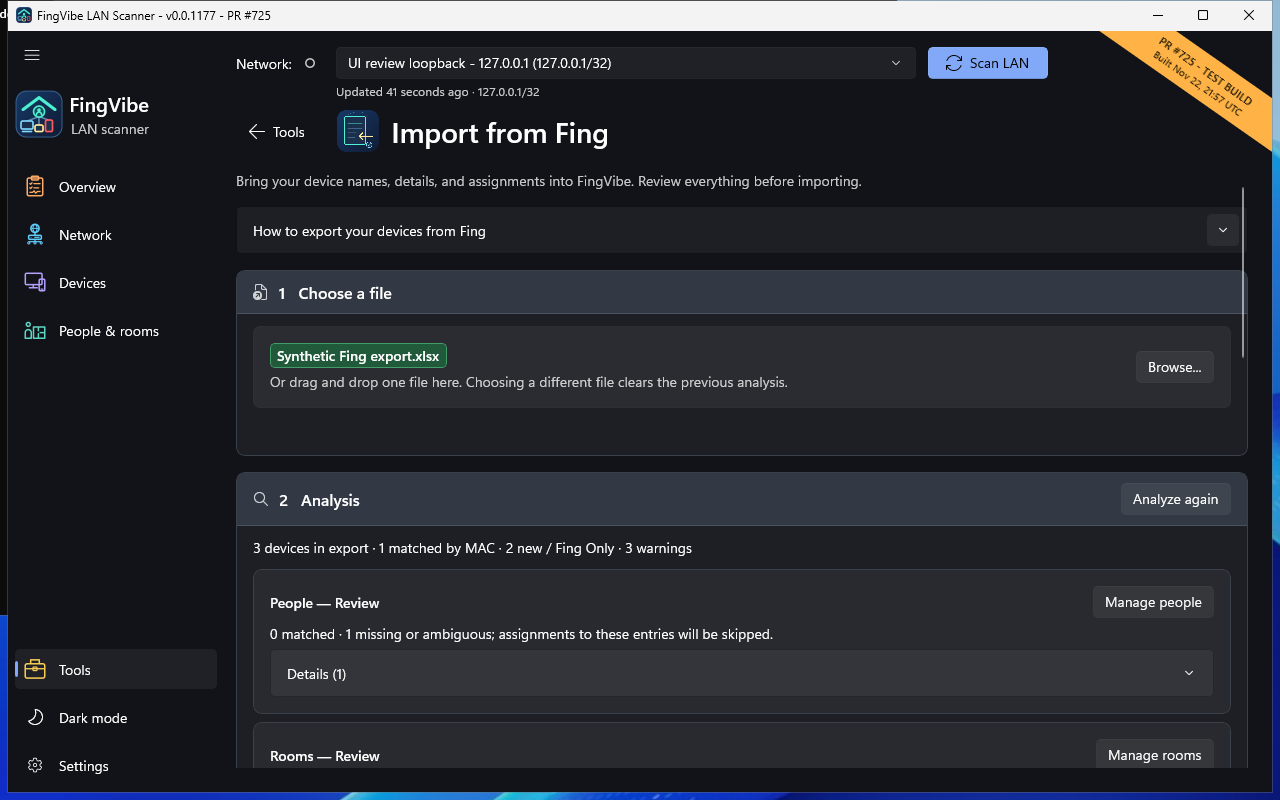 FingVibe LAN Scanner - v0.0.1177 - PR #725
PR #725 - TEST BUILD
Built Nov 22, 21:57 UTC
Network:
UI review loopback - 127.0.0.1 (127.0.0.1/32)
Scan LAN
Updated 41 seconds ago · 127.0.0.1/32
FingVibe
LAN scanner
Tools
Import from Fing
Bring your device names, details, and assignments into FingVibe. Review everything before importing.
Overview
Network
Devices
People & rooms
How to export your devices from Fing
1 Choose a file
Synthetic Fing export.xlsx
Or drag and drop one file here. Choosing a different file clears the previous analysis.
Browse...
2 Analysis
Analyze again
3 devices in export · 1 matched by MAC · 2 new / Fing Only · 3 warnings
People — Review
Manage people
0 matched · 1 missing or ambiguous; assignments to these entries will be skipped.
Details (1)
Rooms — Review
Manage rooms
Tools
Dark mode
Settings